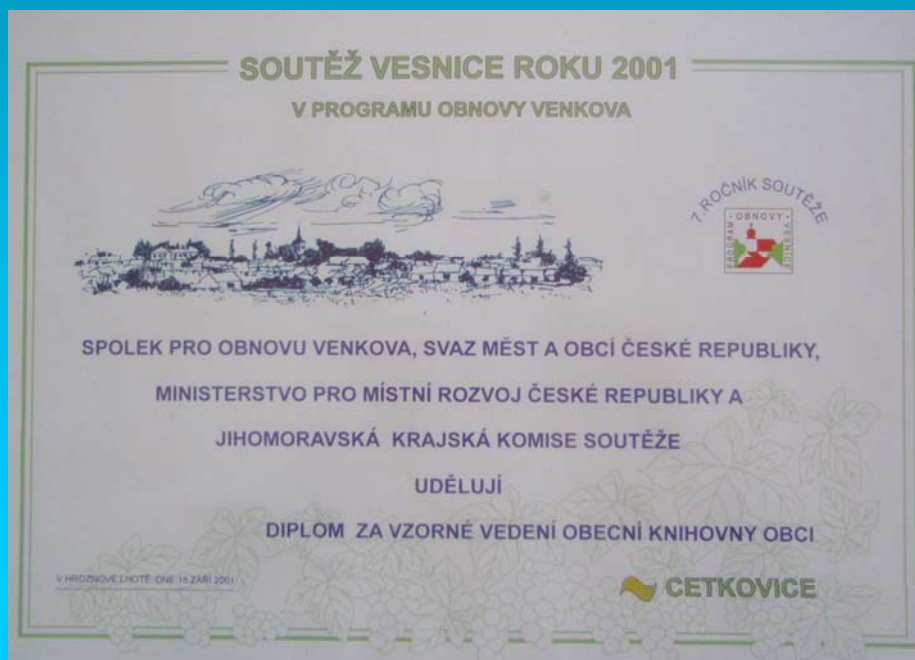 SOUTĚŽ VESNICE ROKU 2001
V PROGRAMU OBNOVY VENKOVA
7. ROČNÍK SOUTĚŽE
PROGRAM · OBNOVY · VESNICE
SPOLEK PRO OBNOVU VENKOVA, SVAZ MĚST A OBCÍ ČESKÉ REPUBLIKY,
MINISTERSTVO PRO MÍSTNÍ ROZVOJ ČESKÉ REPUBLIKY A
JIHOMORAVSKÁ KRAJSKÁ KOMISE SOUTĚŽE
UDĚLUJÍ
DIPLOM ZA VZORNÉ VEDENÍ OBECNÍ KNIHOVNY OBCI
V HROZNOVÉ LHOTĚ DNE 15.ZÁŘÍ 2001
CETKOVICE